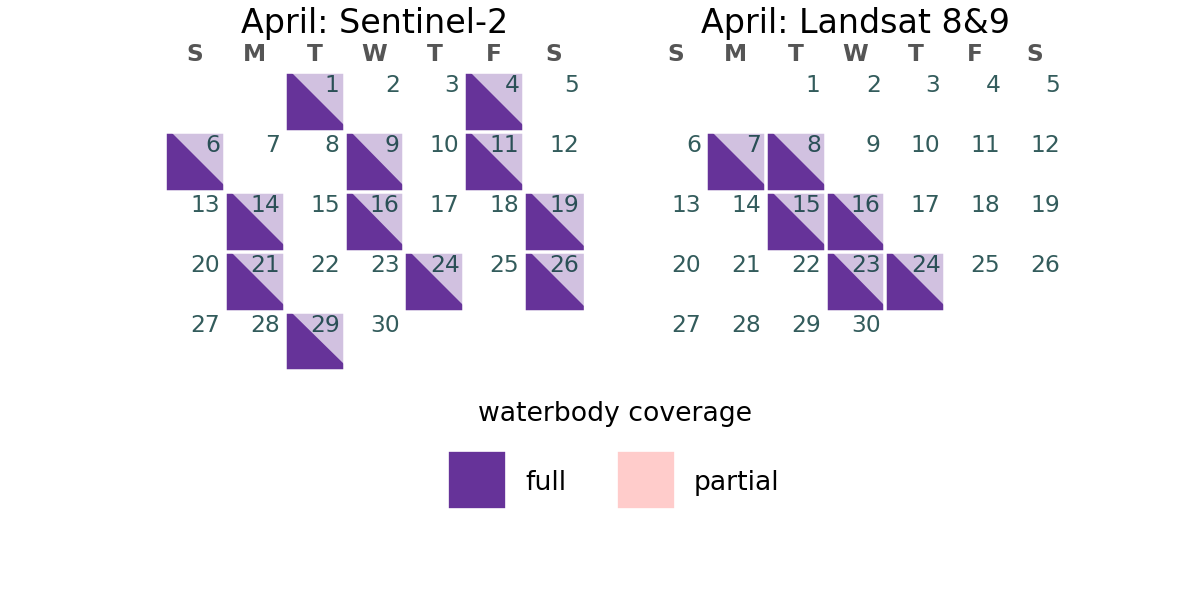 April: Sentinel-2
S M T W T F S
1 2 3 4 5
6 7 8 9 10 11 12
13 14 15 16 17 18 19
20 21 22 23 24 25 26
27 28 29 30
April: Landsat 8&9
S M T W T F S
1 2 3 4 5
6 7 8 9 10 11 12
13 14 15 16 17 18 19
20 21 22 23 24 25 26
27 28 29 30
waterbody coverage
full partial